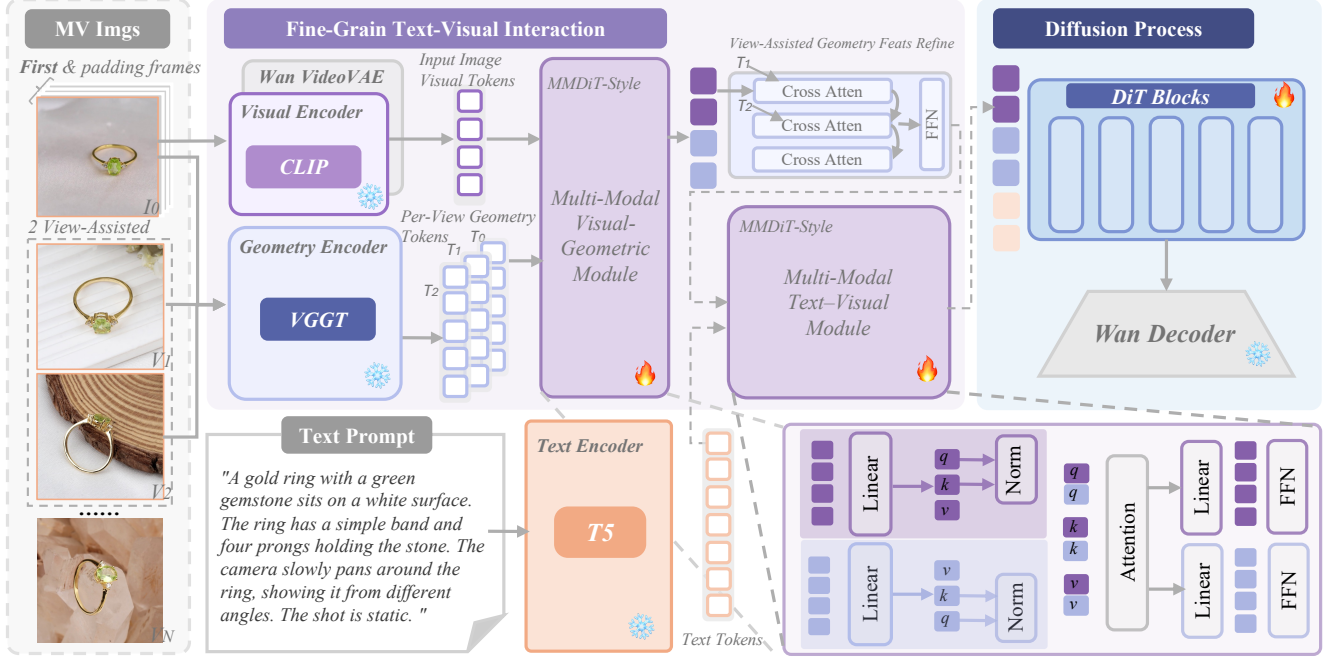 MV Imgs
First & padding frames
I0
2 View-Assisted
V1
V2
......
VN
Fine-Grain Text-Visual Interaction
Wan VideoVAE
Visual Encoder
CLIP
Input Image
Visual Tokens
Geometry Encoder
VGGT
Per-View Geometry
Tokens
T0
T1
T2
MMDiT-Style
Multi-Modal
Visual-
Geometric
Module
View-Assisted Geometry Feats Refine
T1
T2
Cross Atten
Cross Atten
Cross Atten
FFN
MMDiT-Style
Multi-Modal
Text–Visual
Module
Diffusion Process
DiT Blocks
Wan Decoder
Text Prompt
"A gold ring with a green
gemstone sits on a white surface.
The ring has a simple band and
four prongs holding the stone. The
camera slowly pans around the
ring, showing it from different
angles. The shot is static. "
Text Encoder
T5
Text Tokens
Linear
q
k
v
Norm
Linear
v
k
q
Norm
q
q
k
k
v
v
Attention
Linear
FFN
Linear
FFN